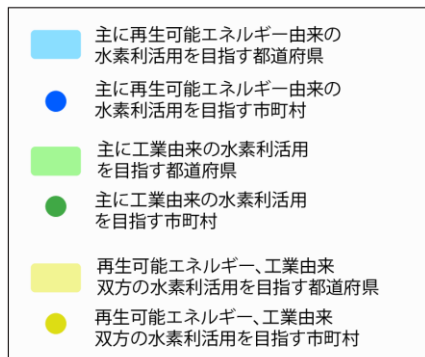 主に再生可能エネルギー由来の
水素利活用を目指す都道府県
主に再生可能エネルギー由来の
水素利活用を目指す市町村
主に工業由来の水素利活用
を目指す都道府県
主に工業由来の水素利活用
を目指す市町村
再生可能エネルギー、工業由来
双方の水素利活用を目指す都道府県
再生可能エネルギー、工業由来
双方の水素利活用を目指す市町村